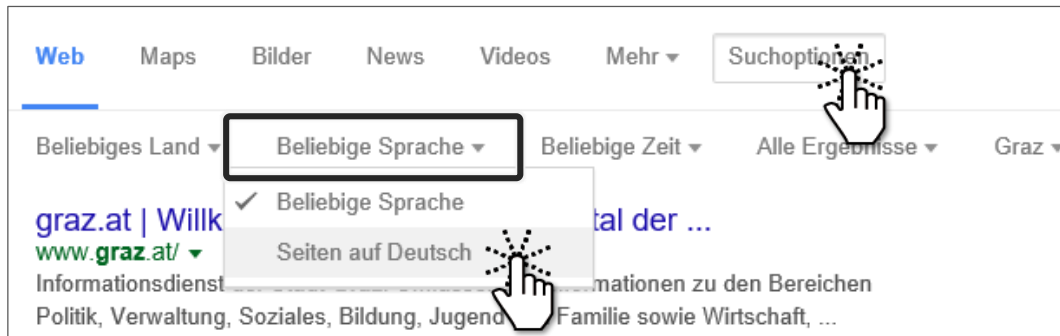 Web Maps Bilder News Videos Mehr Suchoptionen
Beliebiges Land Beliebige Sprache Beliebige Zeit Alle Ergebnisse Graz
Beliebige Sprache
Seiten auf Deutsch
graz.at | Willk tal der ...
www.graz.at/
Informationsdienst mationen zu den Bereichen
Politik, Verwaltung, Soziales, Bildung, Jugend Familie sowie Wirtschaft, ...